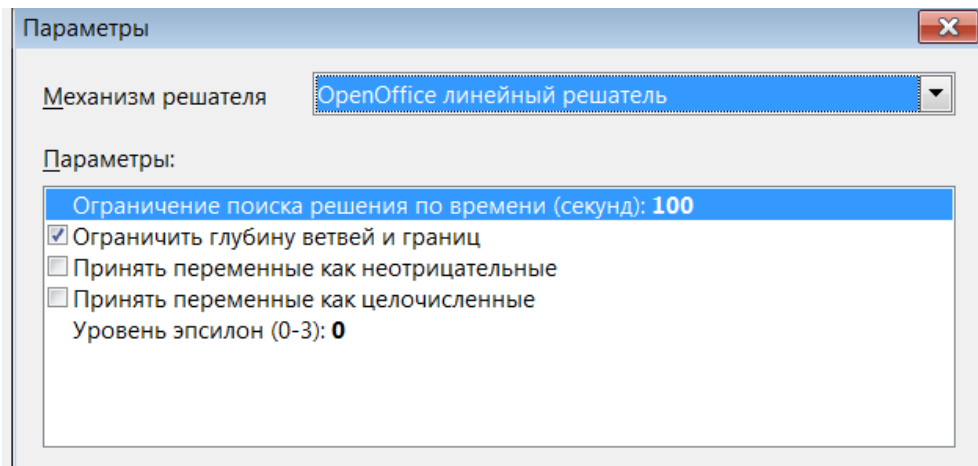 Параметры
Механизм решателя OpenOffice линейный решатель
Параметры:
Ограничение поиска решения по времени (секунд): 100
Ограничить глубину ветвей и границ
Принять переменные как неотрицательные
Принять переменные как целочисленные
Уровень эпсилон (0-3): 0